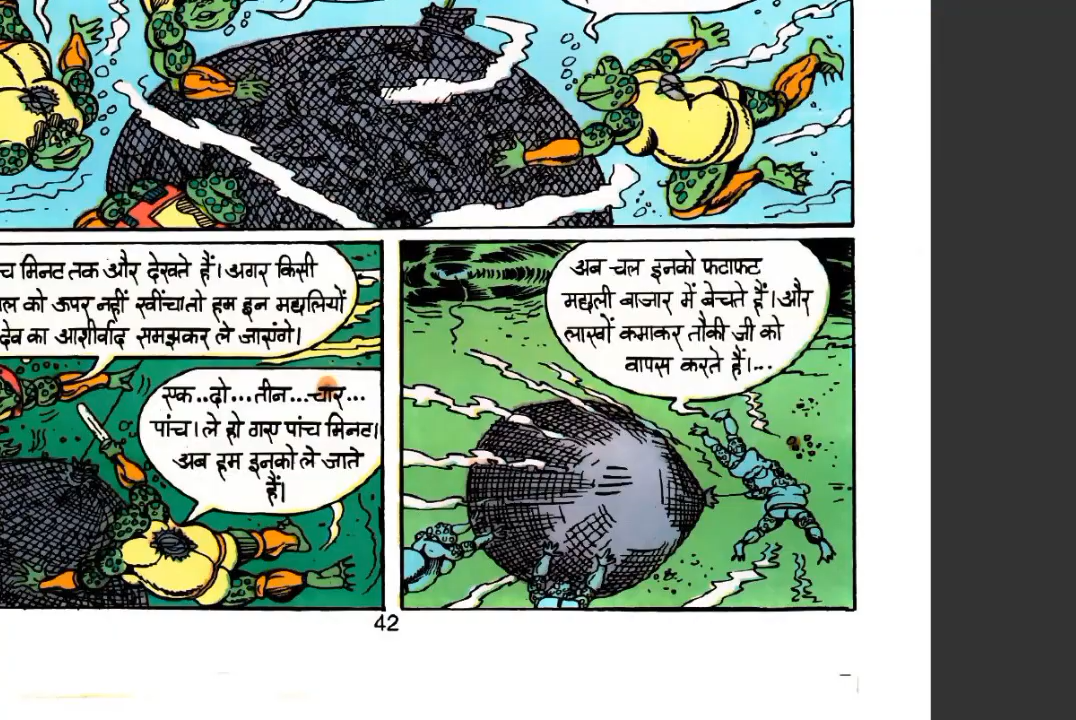 च मिनट तक और देखते हैं। अगर किसी
ल को ऊपर नहीं खींचा तो हम इन मछलियों
देव का आशीर्वाद समझकर ले जाएंगे।
एक..दो...तीन...चार...
पांच। ले हो गए पांच मिनट।
अब हम इनको ले जाते
हैं।
अब चल इनको फटाफट
मछली बाजार में बेचते हैं। और
लाखों कमाकर तौकी जी को
वापस करते हैं।...
42